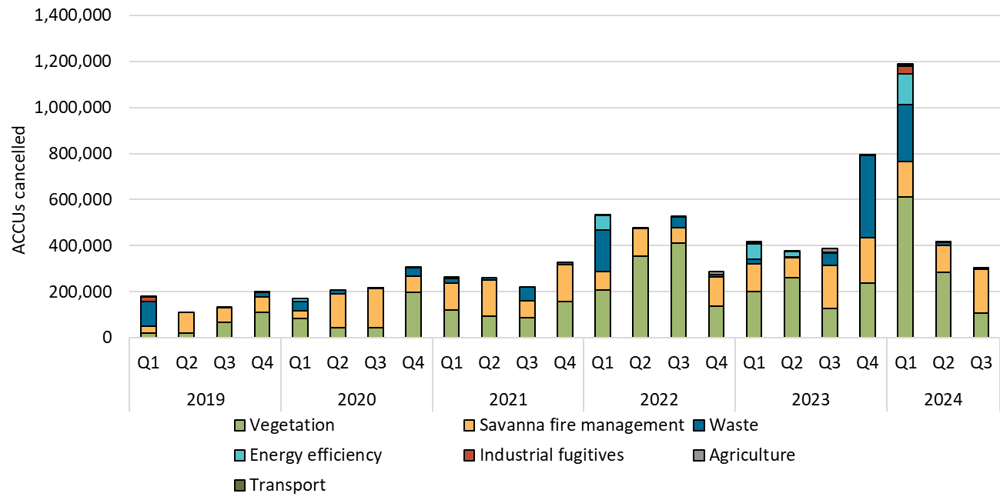 1,400,000
1,200,000
1,000,000
800,000
600,000
400,000
200,000
0
ACCUs cancelled
Q1 Q2 Q3 Q4 Q1 Q2 Q3 Q4 Q1 Q2 Q3 Q4 Q1 Q2 Q3 Q4 Q1 Q2 Q3 Q4 Q1 Q2 Q3
2019 2020 2021 2022 2023 2024
Vegetation Savanna fire management Waste
Energy efficiency Industrial fugitives Agriculture
Transport